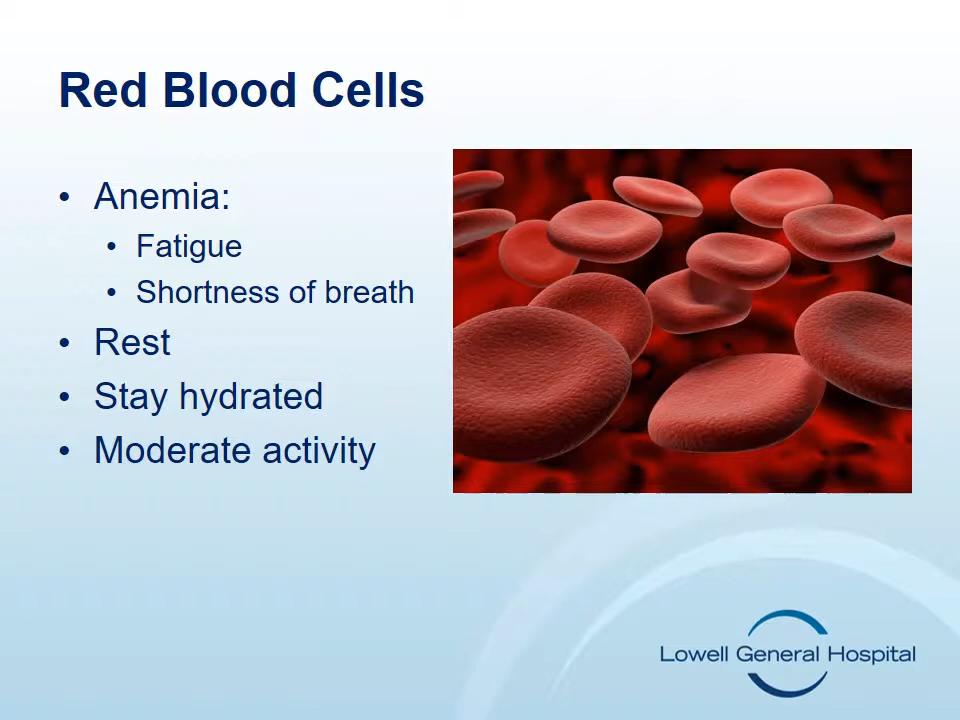 Red Blood Cells
• Anemia:
• Fatigue
• Shortness of breath
• Rest
• Stay hydrated
• Moderate activity
Lowell General Hospital